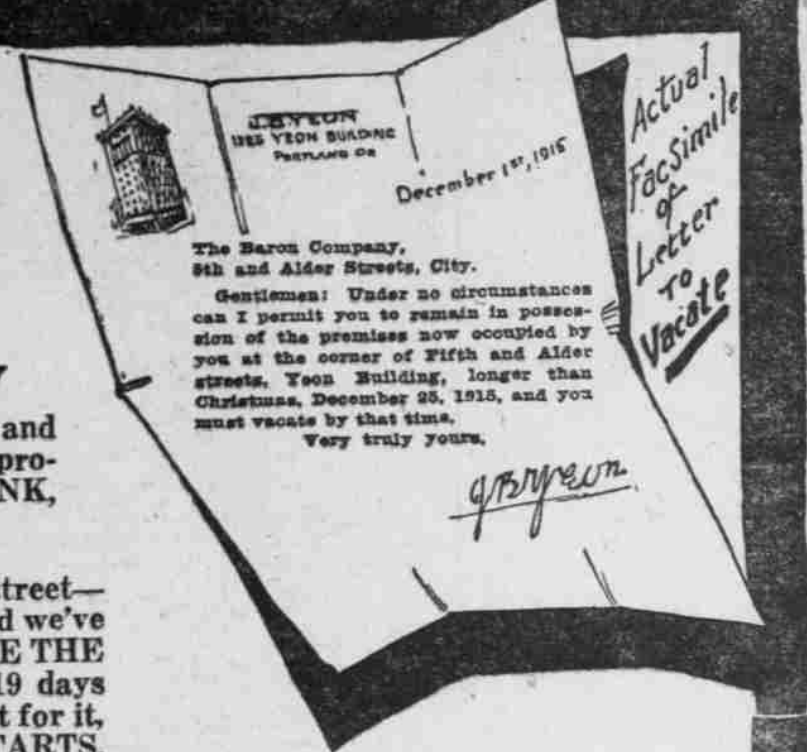 J.B.YEON
1255 YEON BUILDING
PORTLAND OR
December 1st, 1915
The Baron Company,
5th and Alder Streets, City.
Gentlemen: Under no circumstances
can I permit you to remain in posses-
sion of the premises now occupied by
you at the corner of Fifth and Alder
streets, Yeon Building, longer than
Christmas, December 25, 1915, and you
must vacate by that time.
Very truly yours,
JBYeon.
Actual
FacSimile
of
Letter
To
Vacate
and
pro-
NK,
treet—
d we've
E THE
19 days
t for it,
TARTS.